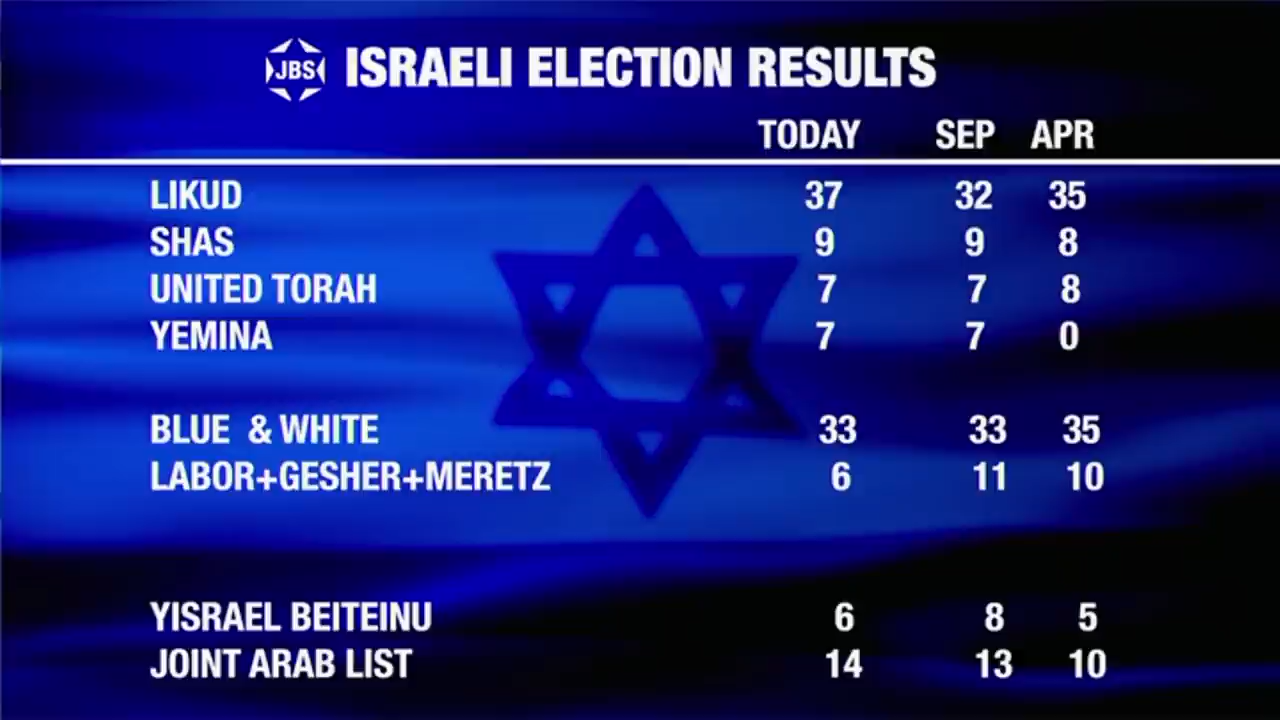 JBS ISRAELI ELECTION RESULTS
TODAY SEP APR
LIKUD 37 32 35
SHAS 9 9 8
UNITED TORAH 7 7 8
YEMINA 7 7 0
BLUE & WHITE 33 33 35
LABOR+GESHER+MERETZ 6 11 10
YISRAEL BEITEINU 6 8 5
JOINT ARAB LIST 14 13 10